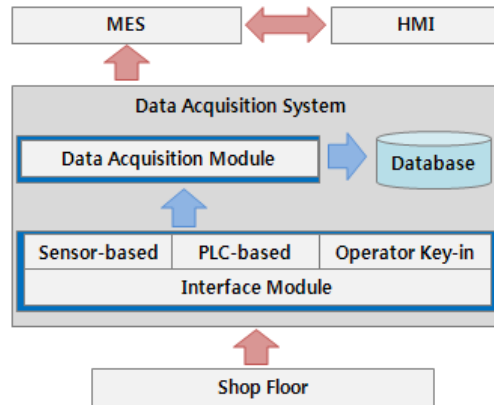 MES
HMI
Data Acquisition System
Data Acquisition Module
Database
Sensor-based
PLC-based
Operator Key-in
Interface Module
Shop Floor